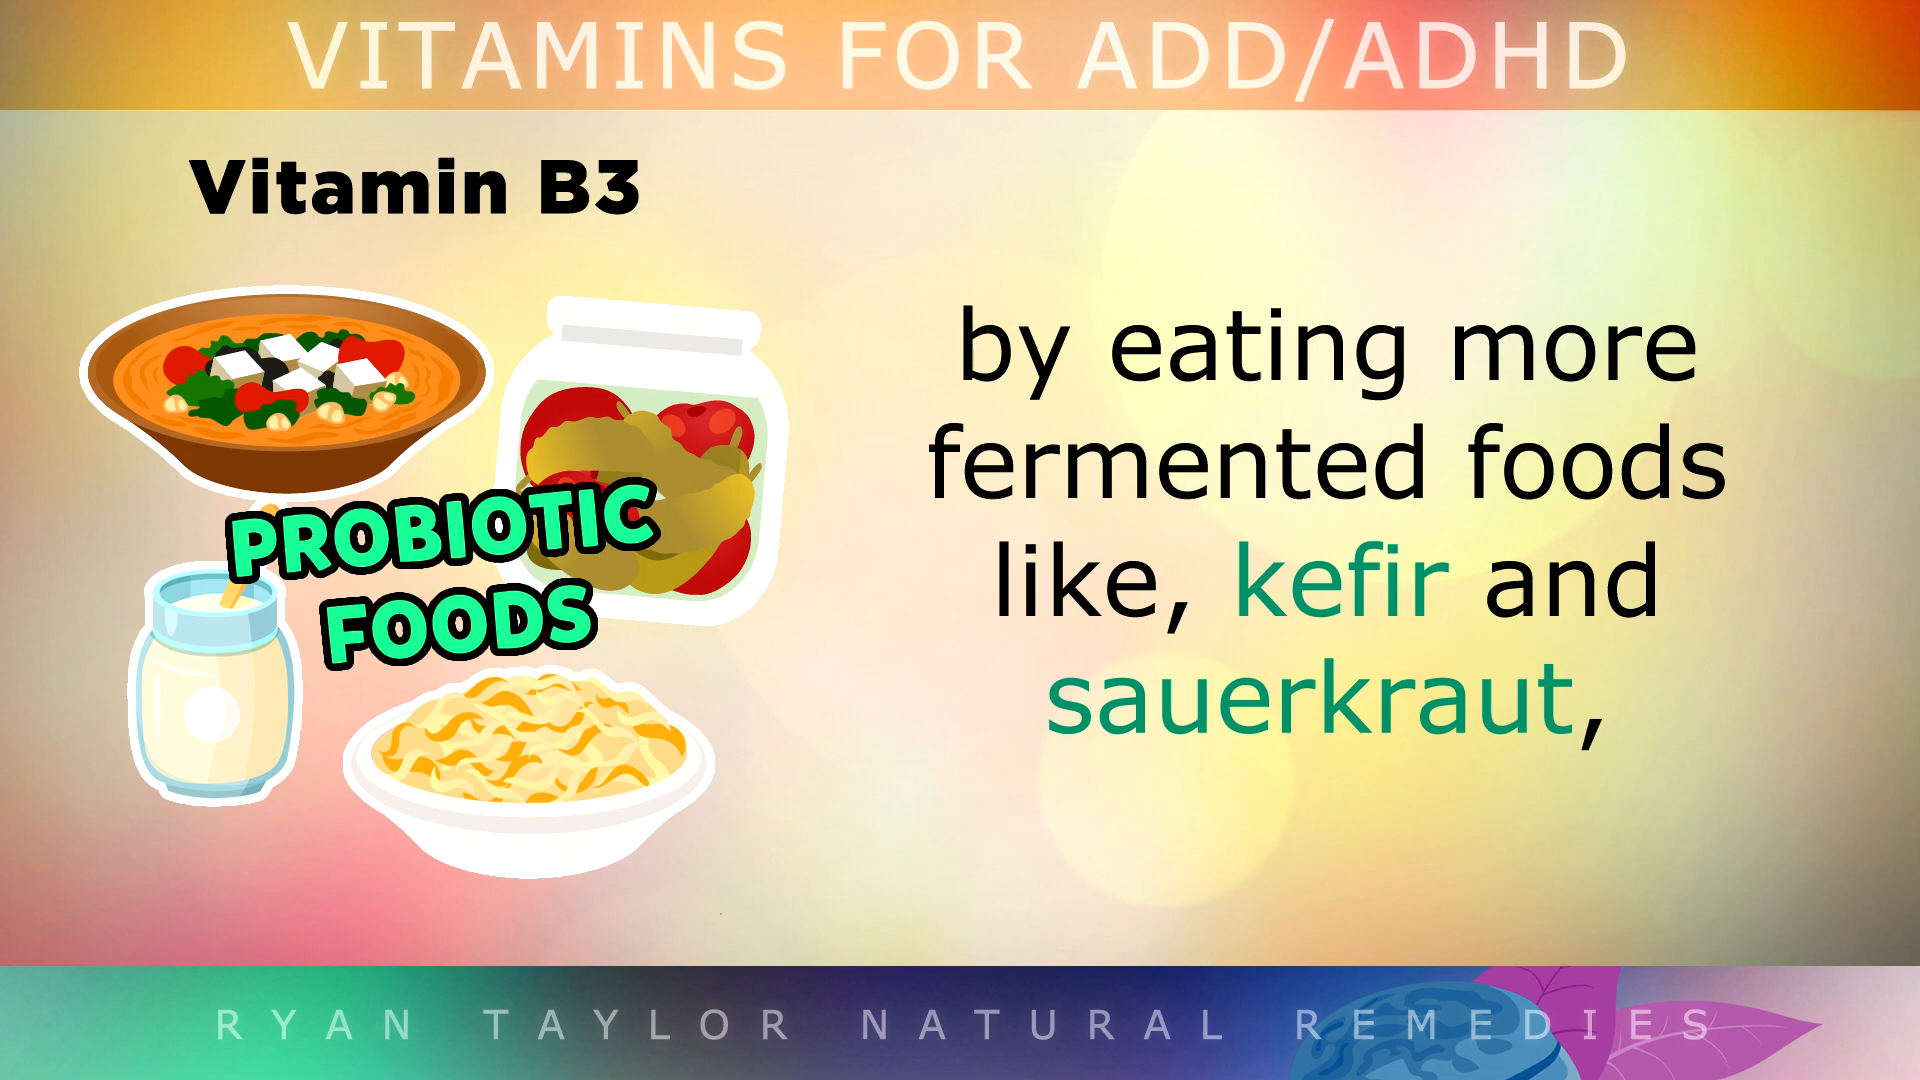 VITAMINS FOR ADD/ADHD
Vitamin B3
PROBIOTIC
FOODS
by eating more
fermented foods
like, kefir and
sauerkraut,
RYAN TAYLOR NATURAL REMEDIES